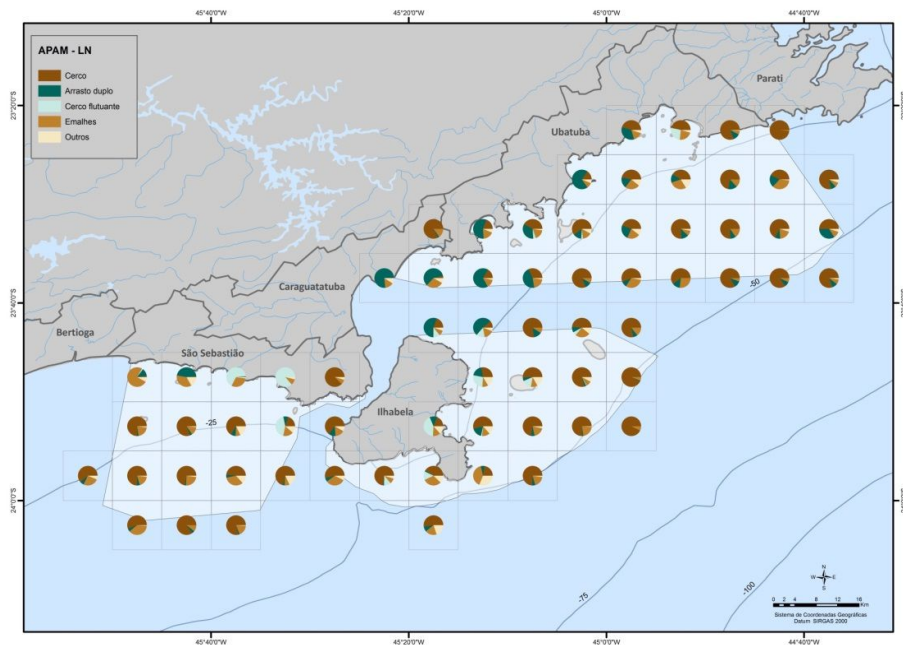 45°40'0"W
45°20'0"W
45°0'0"W
44°40'0"W
APAM - LN
Cerco
Arrasto duplo
Cerco flutuante
Emalhes
Outros
Parati
23°20'0"S
Ubatuba
Caraguatatuba
-50
23°40'0"S
Bertioga
São Sebastião
Ilhabela
-25
24°0'0"S
-75
-100
N
W E
S
0 2 4 8 12 16
Km
Sistema de Coordenadas Geográficas
Datum SIRGAS 2000
45°40'0"W
45°20'0"W
45°0'0"W
44°40'0"W